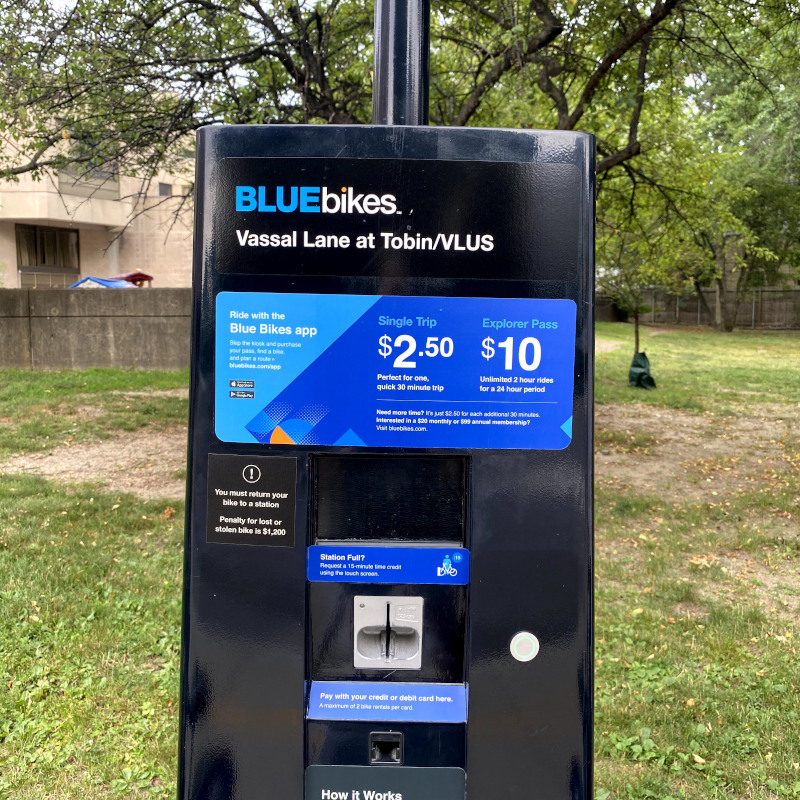 BLUEbikes
Vassal Lane at Tobin/VLUS
Ride with the
Blue Bikes app
Skip the kiosk and purchase
your pass, find a bike,
and plan a route •
bluebikes.com/app
App Store
Google Play
Single Trip
$2.50
Perfect for one,
quick 30 minute trip
Explorer Pass
$10
Unlimited 2 hour rides
for a 24 hour period
Need more time? It's just $2.50 for each additional 30 minutes.
Interested in a $20 monthly or $99 annual membership?
Visit bluebikes.com.
!
You must return your
bike to a station
Penalty for lost or
stolen bike is $1,200
Station Full?
Request a 15-minute time credit
using the touch screen.
Pay with your credit or debit card here.
A maximum of 2 bike rentals per card.
How it Works